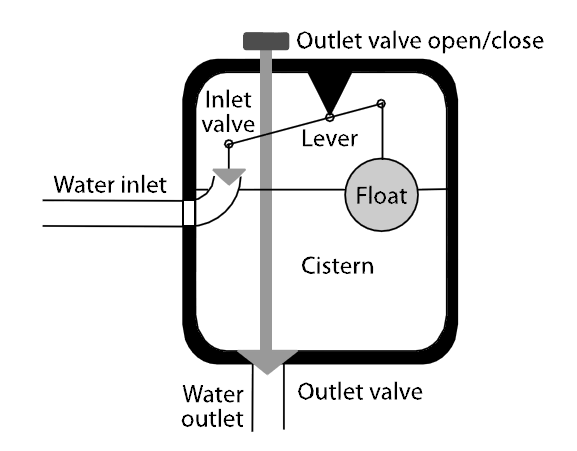 Outlet valve open/close
Inlet
valve
Lever
Water inlet
Float
Cistern
Water
outlet
Outlet valve